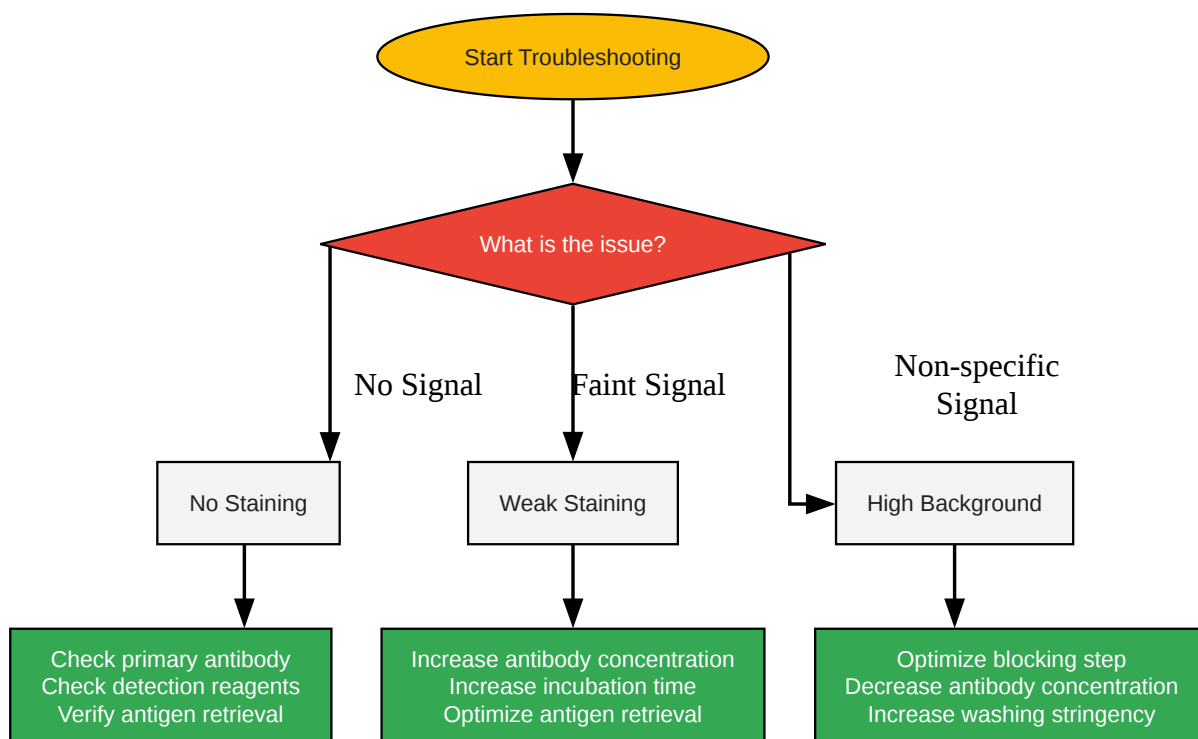 Start Troubleshooting
What is the issue?
No Signal
Faint Signal
Non-specific
Signal
No Staining
Weak Staining
High Background
Check primary antibody
Check detection reagents
Verify antigen retrieval
Increase antibody concentration
Increase incubation time
Optimize antigen retrieval
Optimize blocking step
Decrease antibody concentration
Increase washing stringency